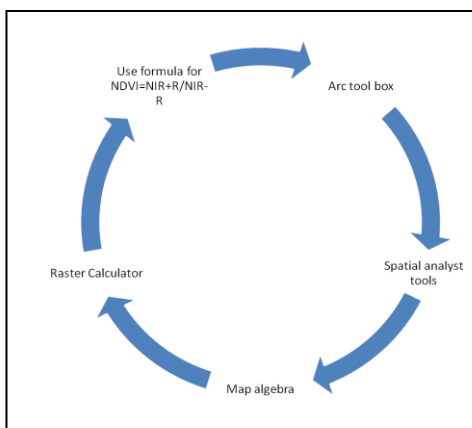 Use formula for
NDVI=NIR+R/NIR-
R
Arc tool box
Spatial analyst
tools
Map algebra
Raster Calculator